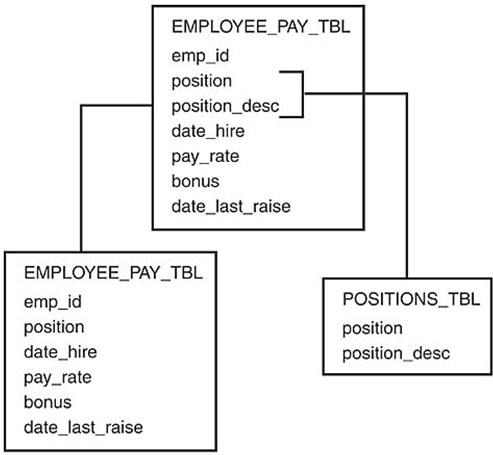 EMPLOYEE_PAY_TBL
emp_id
position
position_desc
date_hire
pay_rate
bonus
date_last_raise
EMPLOYEE_PAY_TBL
emp_id
position
date_hire
pay_rate
bonus
date_last_raise
POSITIONS_TBL
position
position_desc